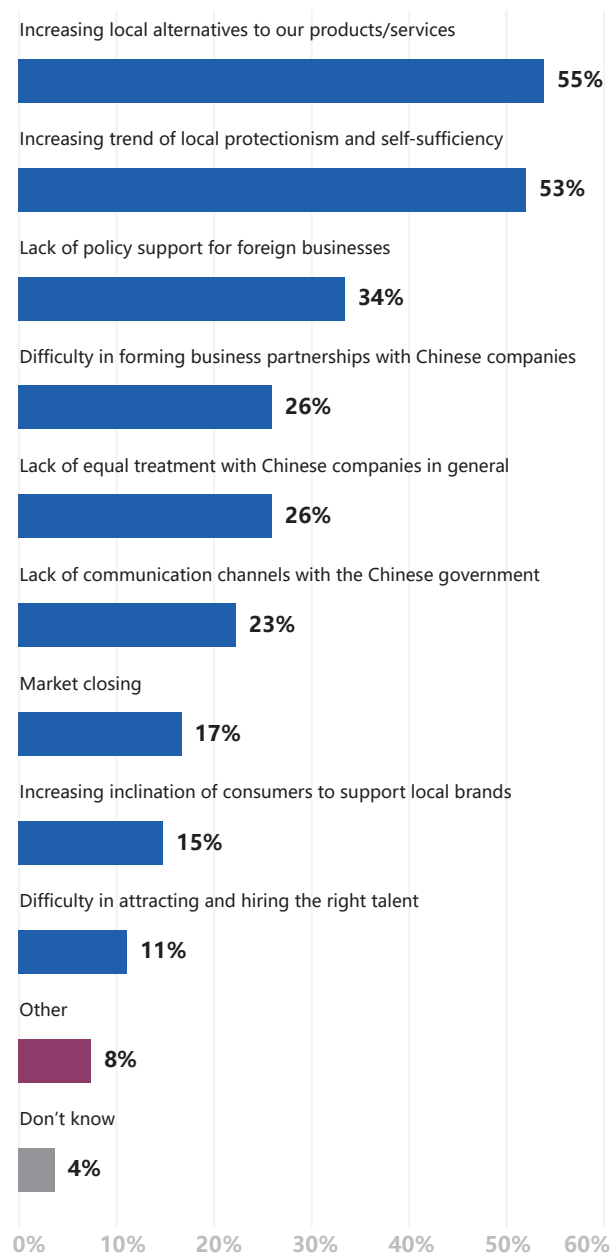 Increasing local alternatives to our products/services
55%
Increasing trend of local protectionism and self-sufficiency
53%
Lack of policy support for foreign businesses
34%
Difficulty in forming business partnerships with Chinese companies
26%
Lack of equal treatment with Chinese companies in general
26%
Lack of communication channels with the Chinese government
23%
Market closing
17%
Increasing inclination of consumers to support local brands
15%
Difficulty in attracting and hiring the right talent
11%
Other
8%
Don’t know
4%
0% 10% 20% 30% 40% 50% 60%